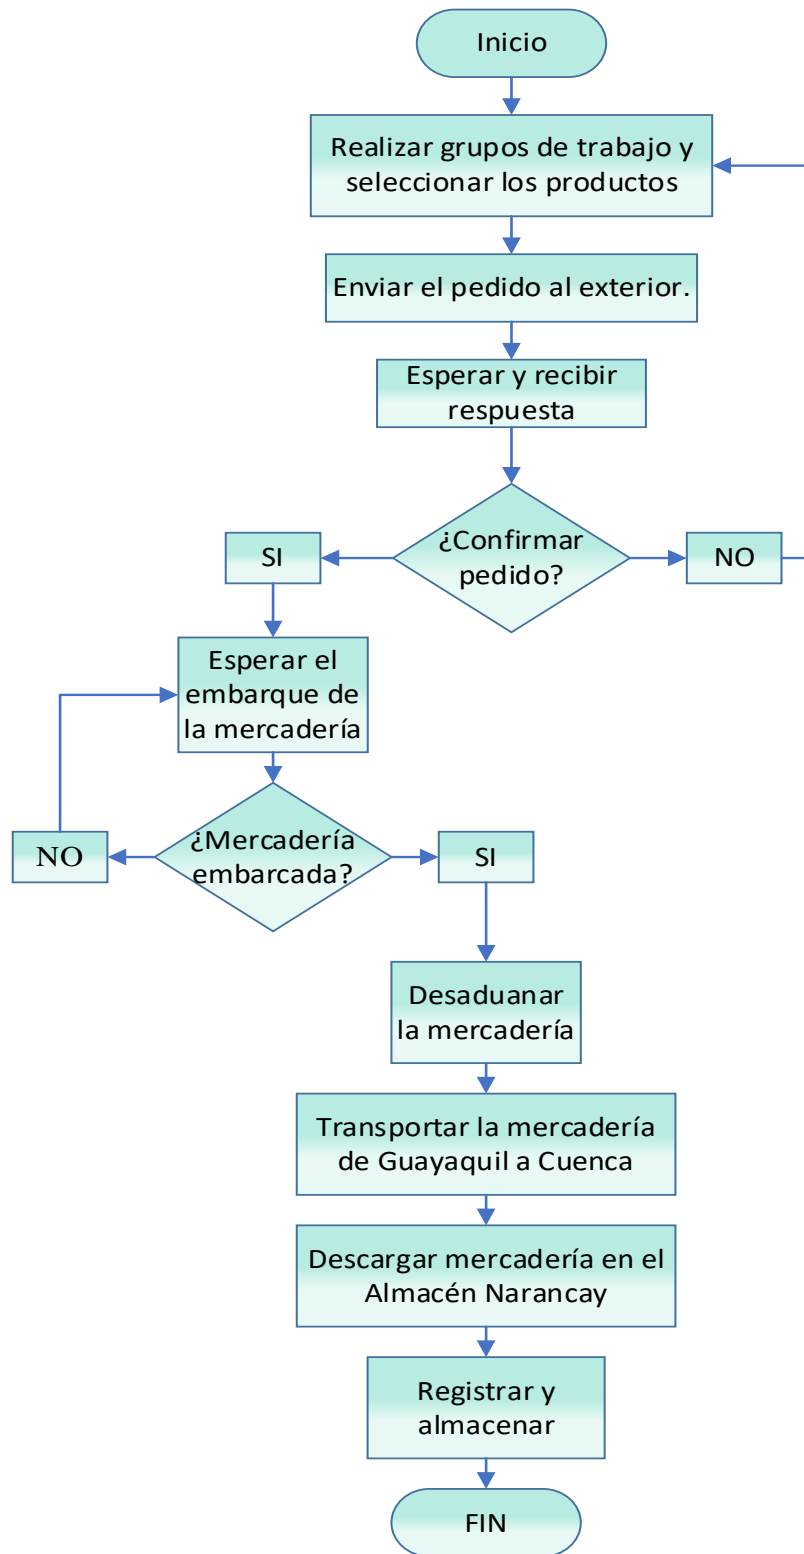 Inicio
Realizar grupos de trabajo y
seleccionar los productos
Enviar el pedido al exterior.
Esperar y recibir
respuesta
¿Confirmar
pedido?
SI
NO
Esperar el
embarque de
la mercadería
¿Mercadería
embarcada?
NO
SI
Desaduanar
la mercadería
Transportar la mercadería
de Guayaquil a Cuenca
Descargar mercadería en el
Almacén Narancay
Registrar y
almacenar
FIN